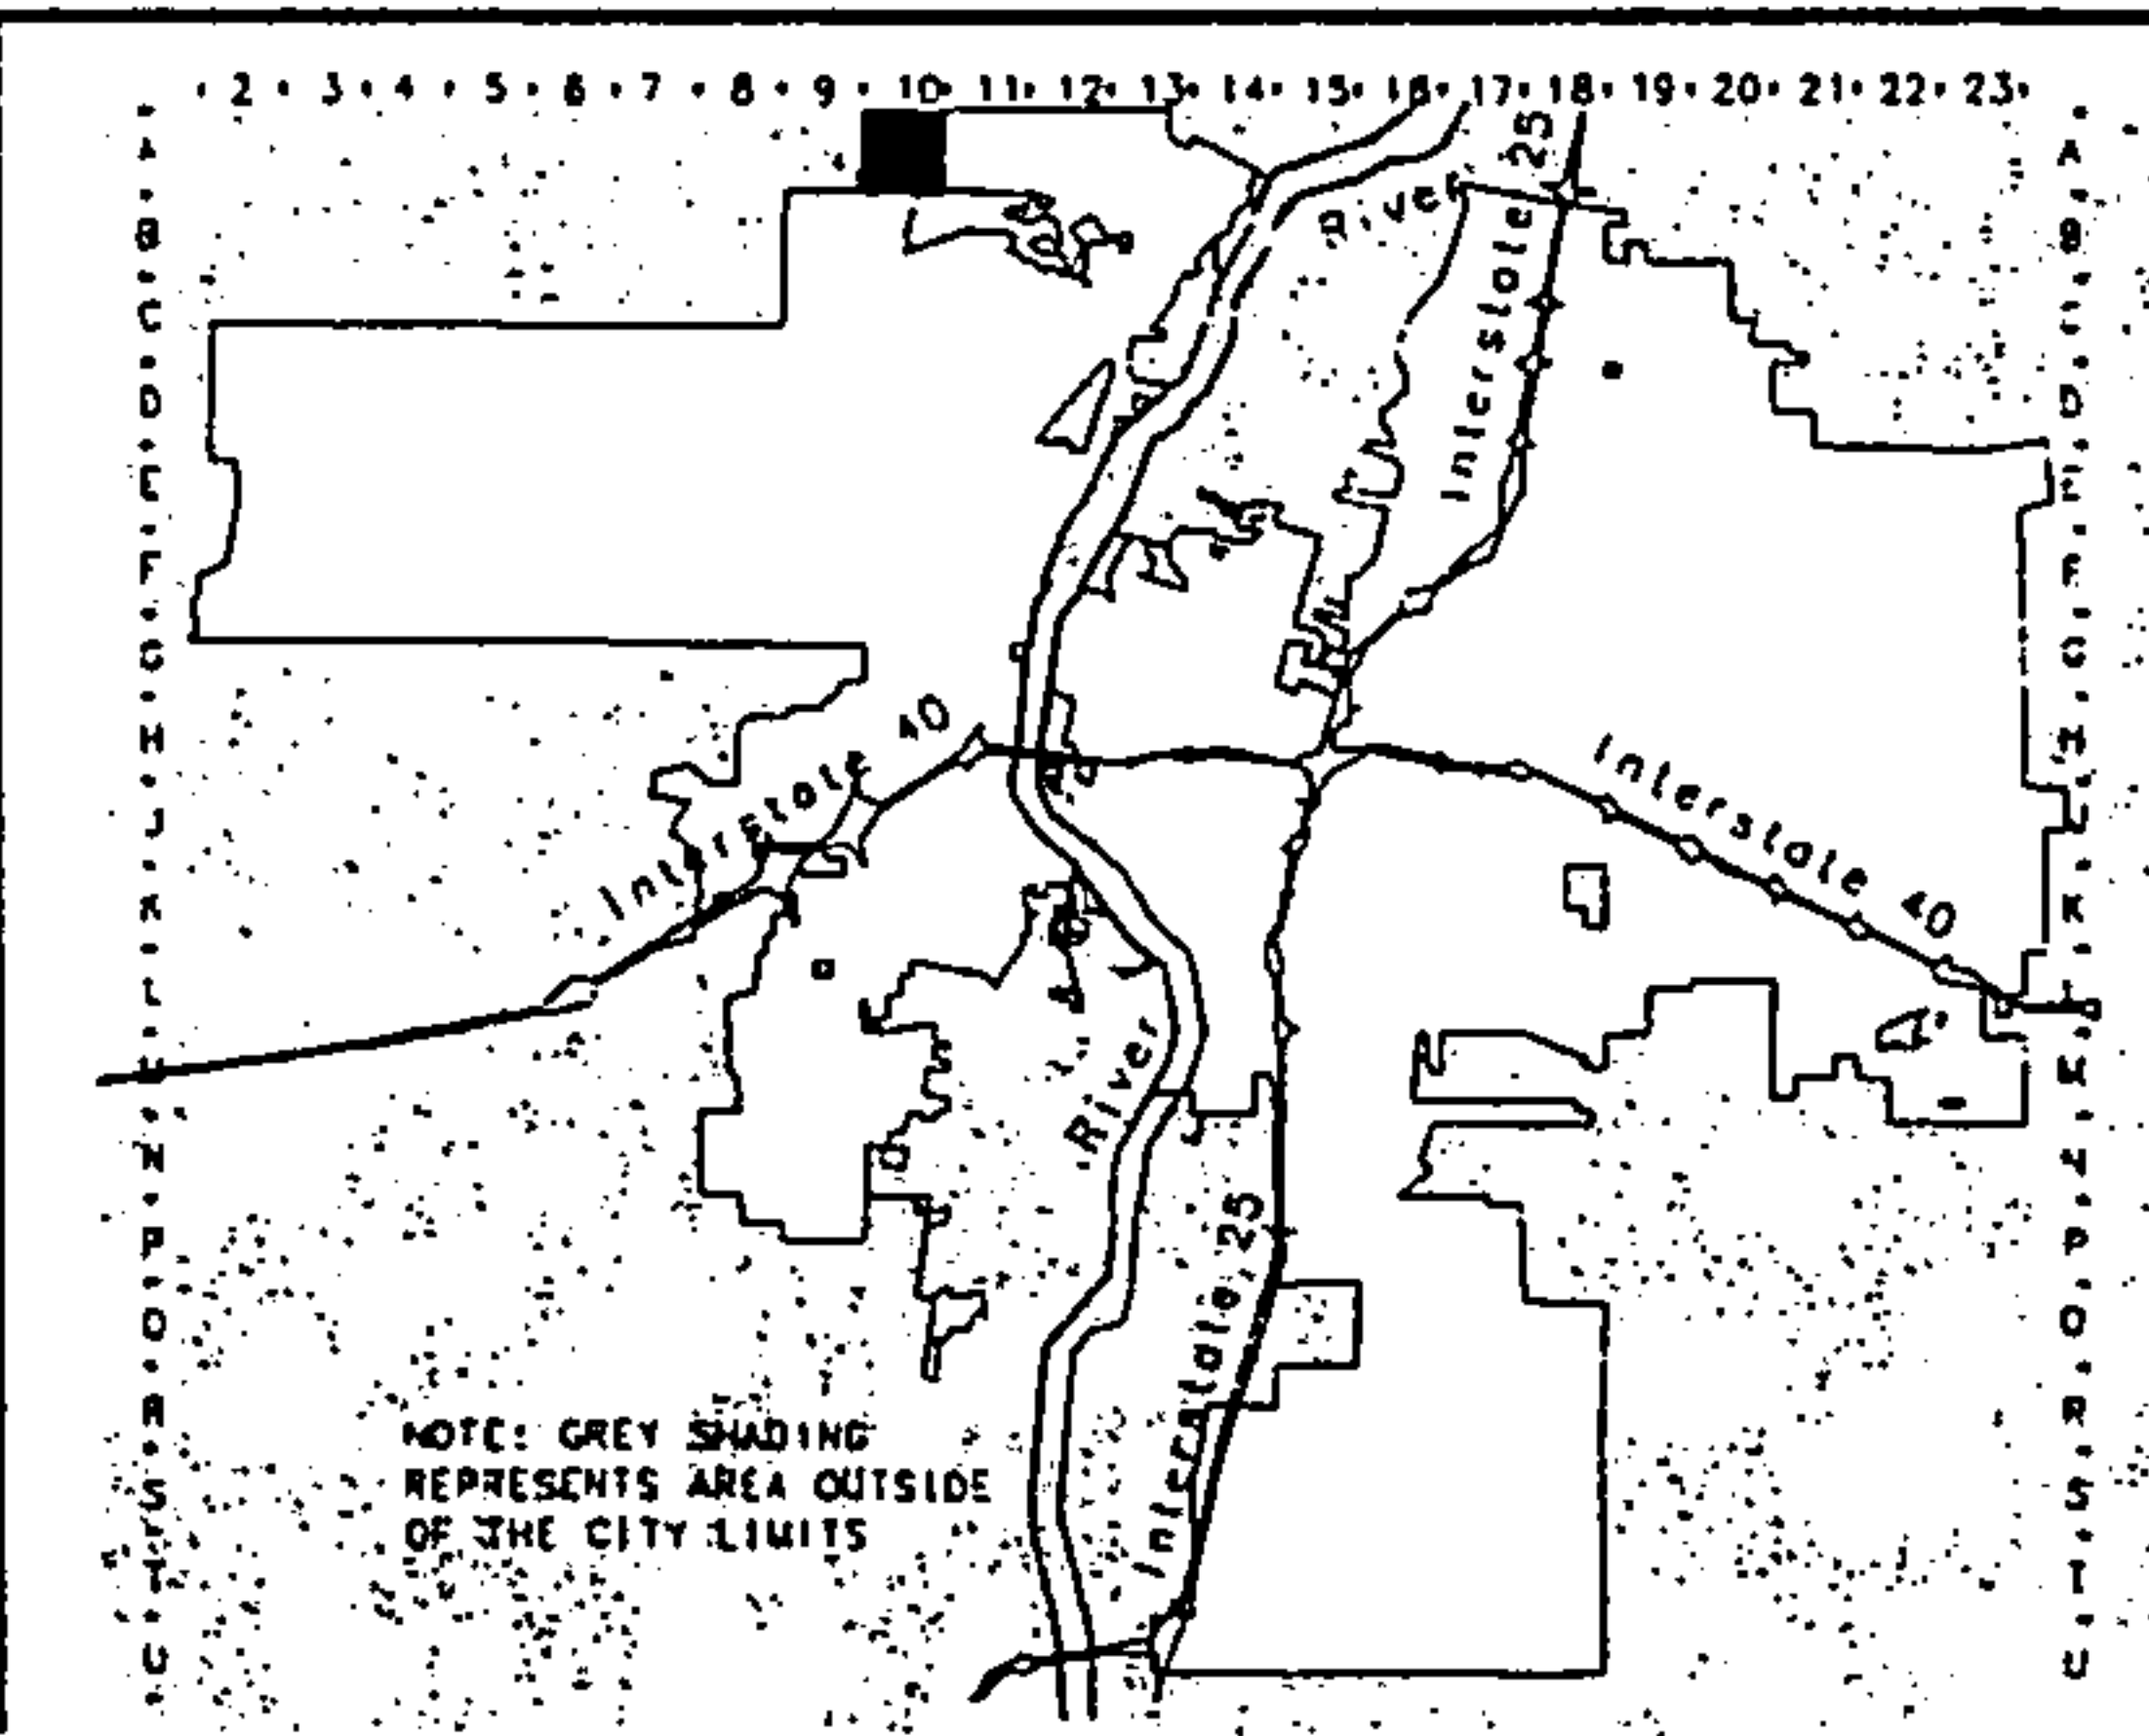 2 · 3 · 4 · 5 · 6 · 7 · 8 · 9 · 10 · 11 · 12 · 13 · 14 · 15 · 16 · 17 · 18 · 19 · 20 · 21 · 22 · 23
A
B
C
D
E
F
G
H
J
K
L
M
N
P
Q
R
S
T
U
A
B
C
D
E
F
G
H
J
K
L
M
N
P
Q
R
S
T
U
River
Interstate 25
Interstate 40
Interstate 40
River
Interstate 25
NOTE: GREY SHADING
REPRESENTS AREA OUTSIDE
OF THE CITY LIMITS